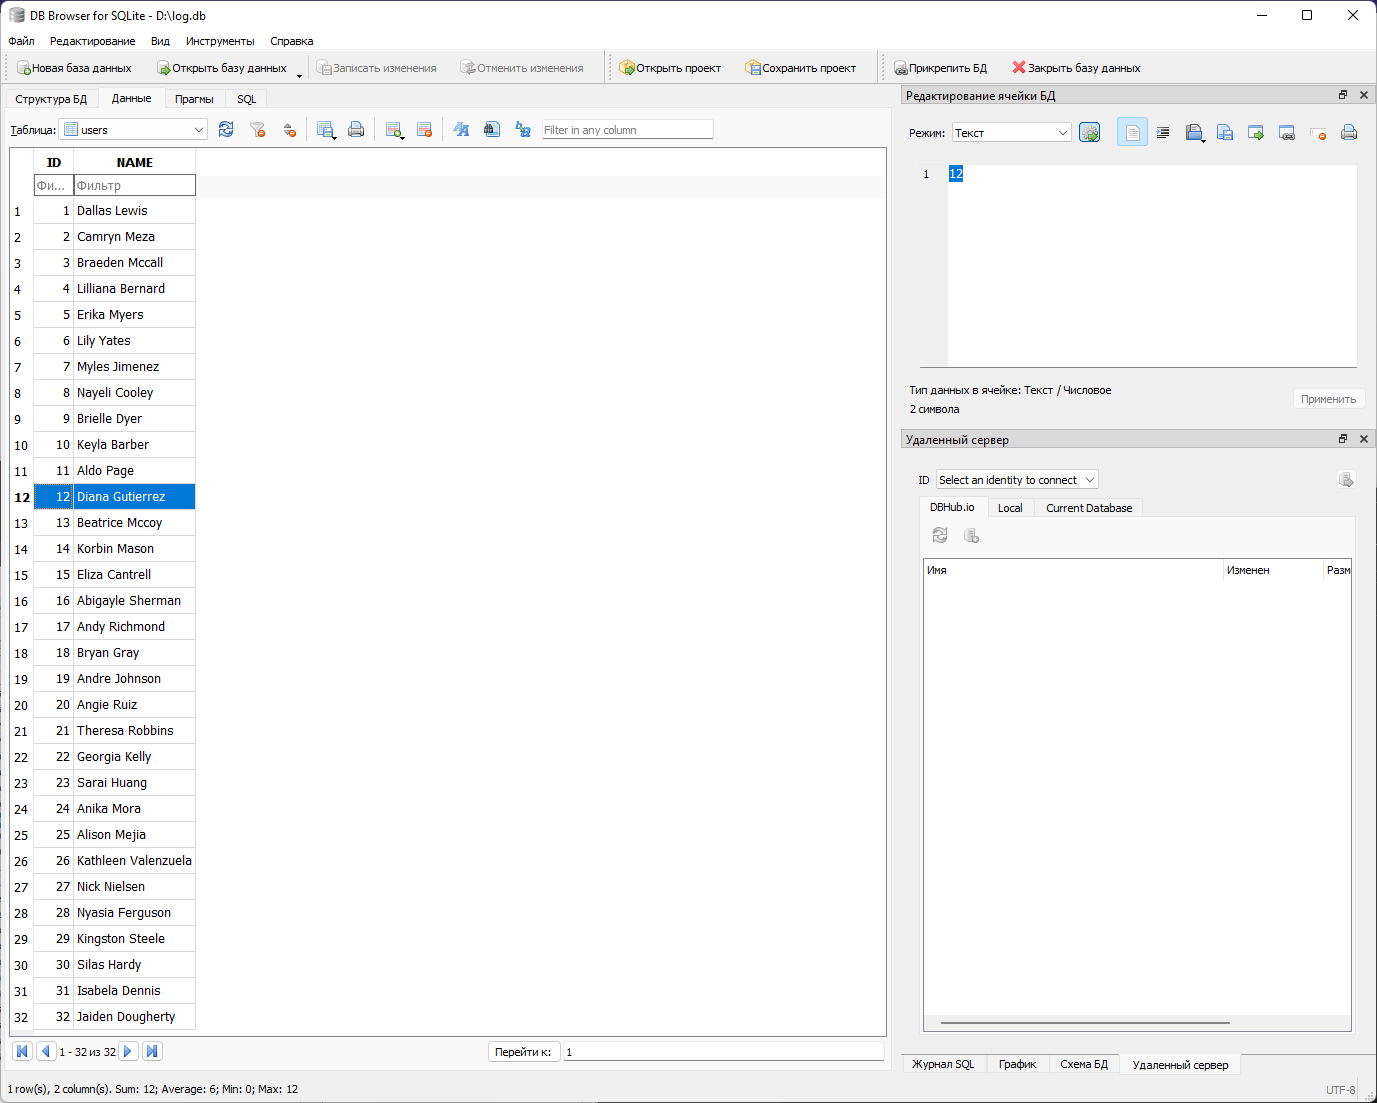 DB Browser for SQLite - D:\log.db
Файл Редактирование Вид Инструменты Справка
Новая база данных Открыть базу данных Записать изменения Отменить изменения Открыть проект Сохранить проект Прикрепить БД Закрыть базу данных
Структура БД Данные Прагмы SQL
Таблица: users Filter in any column
ID NAME
Фи... Фильтр
1 1 Dallas Lewis
2 2 Camryn Meza
3 3 Braeden Mccall
4 4 Lilliana Bernard
5 5 Erika Myers
6 6 Lily Yates
7 7 Myles Jimenez
8 8 Nayeli Cooley
9 9 Brielle Dyer
10 10 Keyla Barber
11 11 Aldo Page
12 12 Diana Gutierrez
13 13 Beatrice Mccoy
14 14 Korbin Mason
15 15 Eliza Cantrell
16 16 Abigayle Sherman
17 17 Andy Richmond
18 18 Bryan Gray
19 19 Andre Johnson
20 20 Angie Ruiz
21 21 Theresa Robbins
22 22 Georgia Kelly
23 23 Sarai Huang
24 24 Anika Mora
25 25 Alison Mejia
26 26 Kathleen Valenzuela
27 27 Nick Nielsen
28 28 Nyasia Ferguson
29 29 Kingston Steele
30 30 Silas Hardy
31 31 Isabela Dennis
32 32 Jaiden Dougherty
1 - 32 из 32 Перейти к: 1
Редактирование ячейки БД
Режим: Текст
1 12
Тип данных в ячейке: Текст / Числовое
2 символа
Применить
Удаленный сервер
ID Select an identity to connect
DBHub.io Local Current Database
Имя Изменен Разм
Журнал SQL График Схема БД Удаленный сервер
1 row(s), 2 column(s). Sum: 12; Average: 6; Min: 0; Max: 12
UTF-8